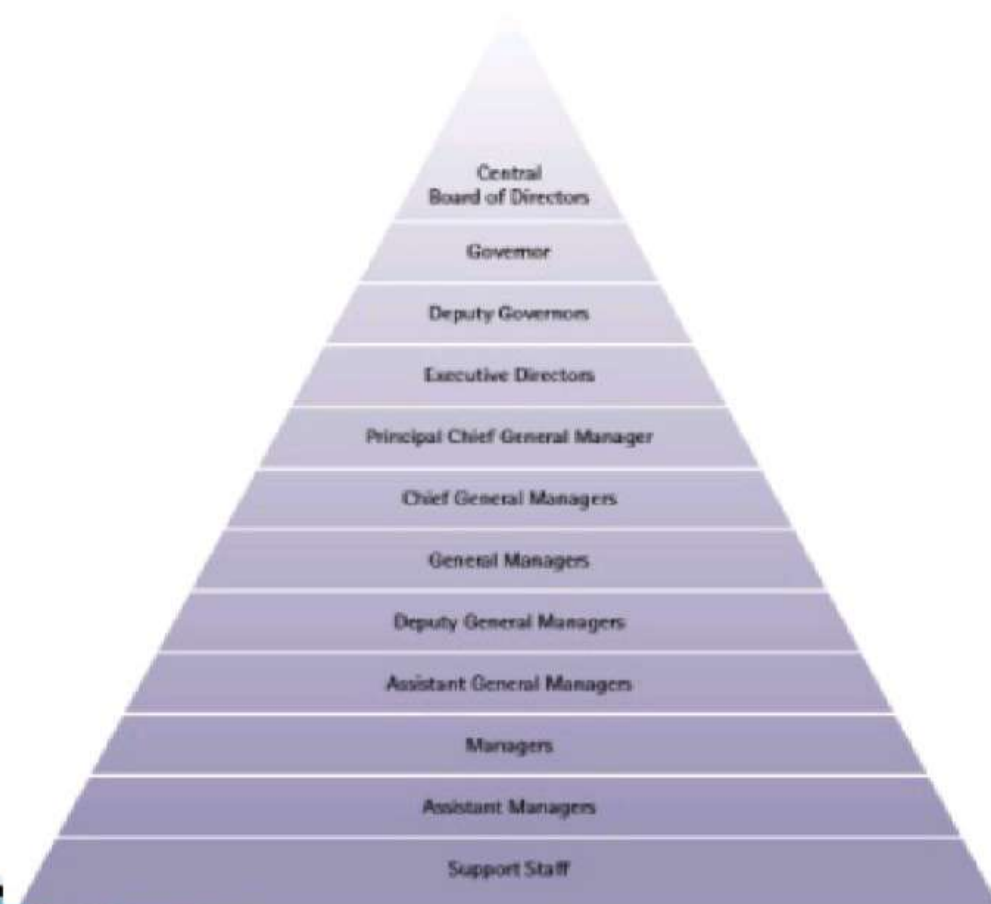 Central
Board of Directors
Governor
Deputy Governors
Executive Directors
Principal Chief General Manager
Chief General Managers
General Managers
Deputy General Managers
Assistant General Managers
Managers
Assistant Managers
Support Staff